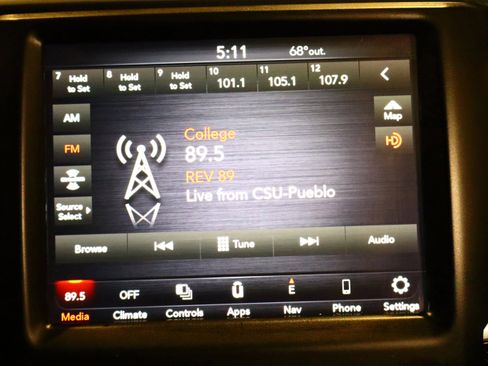 5:11 68° out.
7 Hold to Set 8 Hold to Set 9 Hold to Set 10 101.1 11 105.1 12 107.9
AM
Map
College
FM
89.5
HD
REV 89
Live from CSU-Pueblo
Source Select
Browse Tune Audio
89.5 OFF E
Media Climate Controls Apps Nav Phone Settings